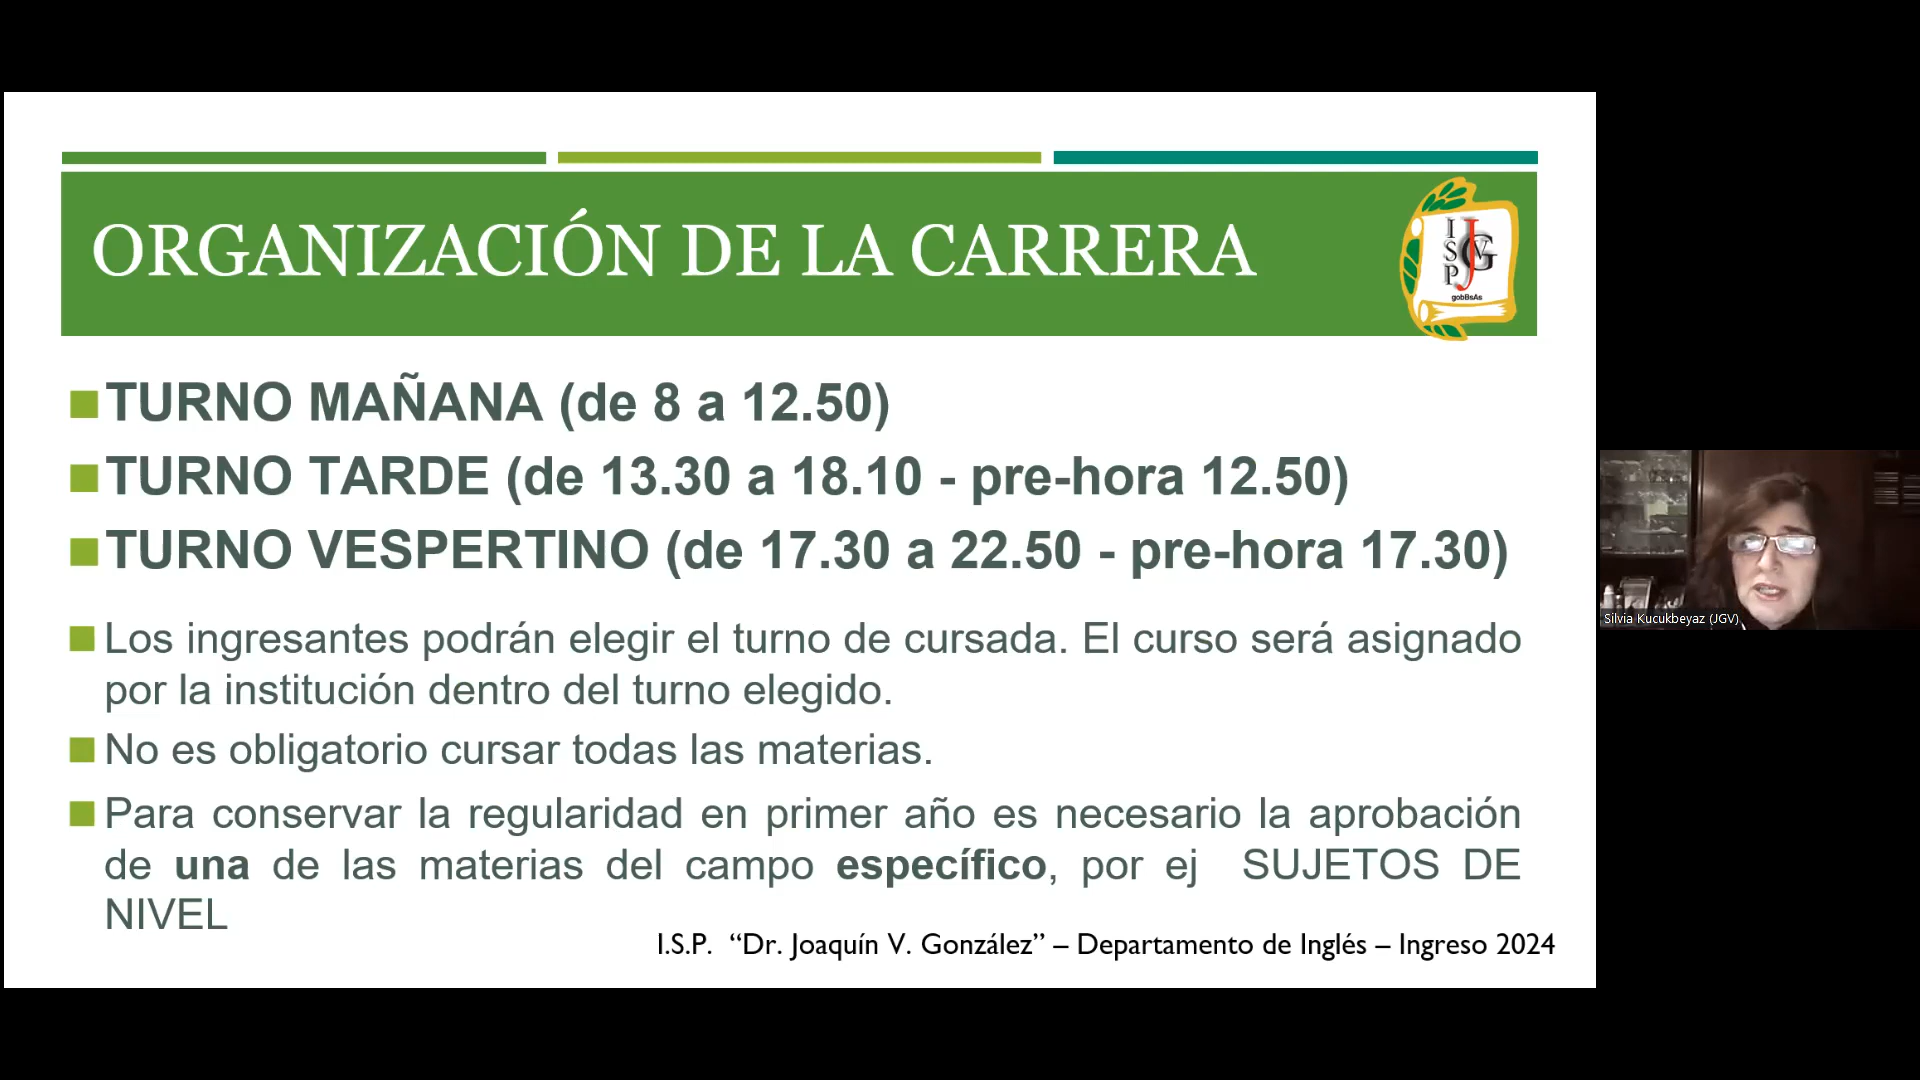 ORGANIZACIÓN DE LA CARRERA
I
S
P
JVG
gobBsAs
TURNO MAÑANA (de 8 a 12.50)
TURNO TARDE (de 13.30 a 18.10 - pre-hora 12.50)
TURNO VESPERTINO (de 17.30 a 22.50 - pre-hora 17.30)
Los ingresantes podrán elegir el turno de cursada. El curso será asignado
por la institución dentro del turno elegido.
No es obligatorio cursar todas las materias.
Para conservar la regularidad en primer año es necesario la aprobación
de una de las materias del campo específico, por ej SUJETOS DE
NIVEL
I.S.P. “Dr. Joaquín V. González” – Departamento de Inglés – Ingreso 2024
Silvia Kucukbeyaz (JGV)